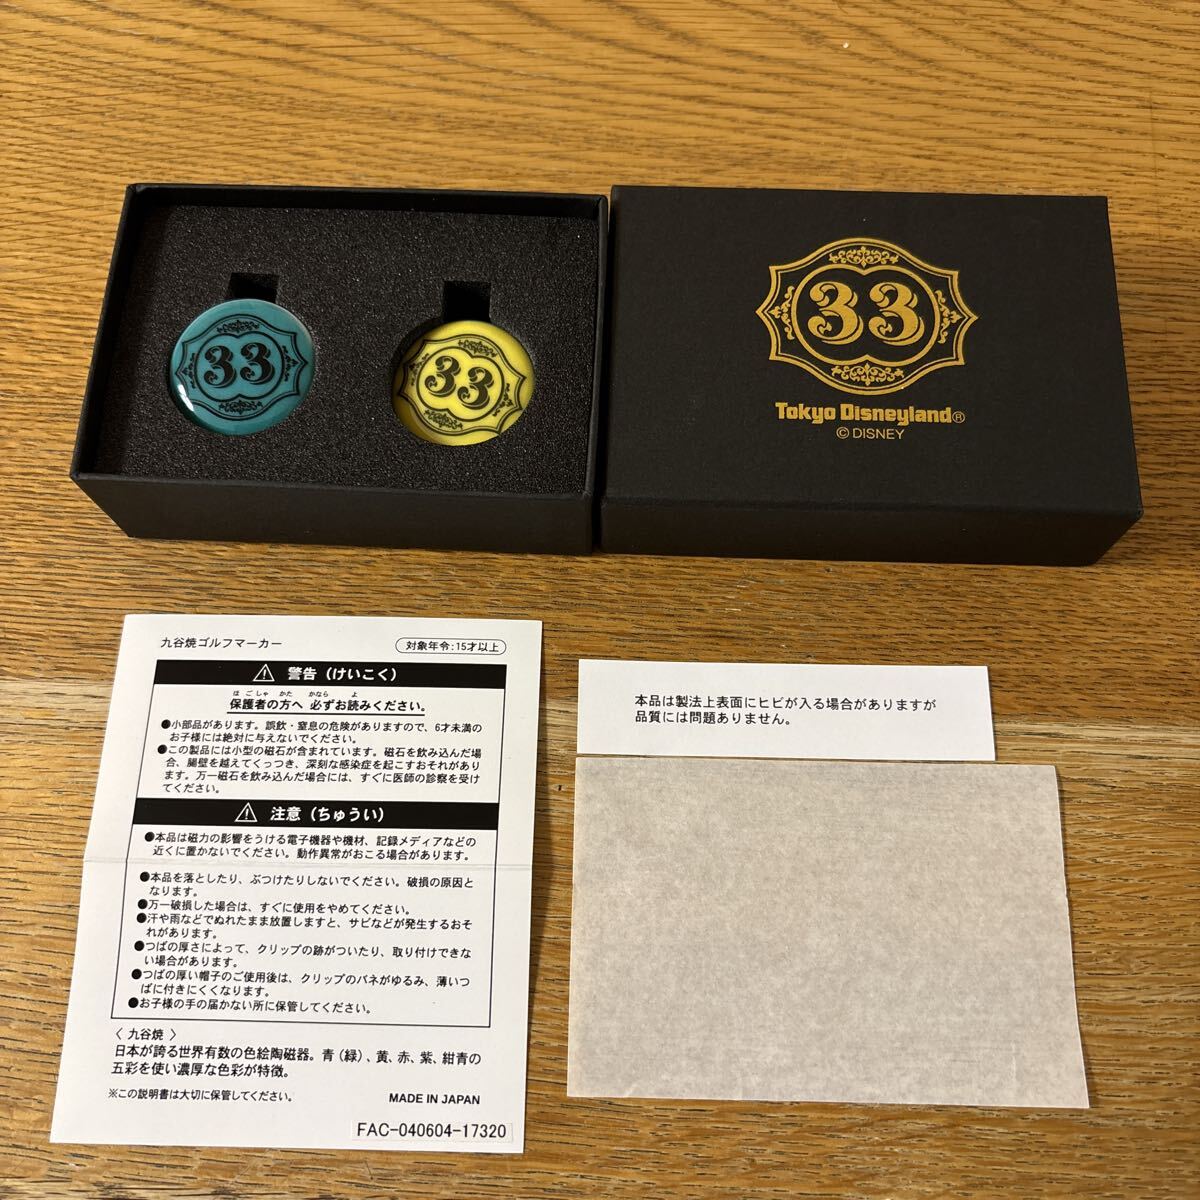 33
33
33
Tokyo Disneyland®
© DISNEY
九谷焼ゴルフマーカー
対象年令:15才以上
⚠ 警告(けいこく)
ほごしゃ かた かなら よ
保護者の方へ 必ずお読みください。
●小部品があります。誤飲・窒息の危険がありますので、6才未満の
お子様には絶対に与えないでください。
●この製品には小型の磁石が含まれています。磁石を飲み込んだ場
合、腸壁を越えてくっつき、深刻な感染症を起こすおそれがあり
ます。万一磁石を飲み込んだ場合には、すぐに医師の診察を受け
てください。
⚠ 注意(ちゅうい)
●本品は磁力の影響をうける電子機器や機材、記録メディアなどの
近くに置かないでください。動作異常がおこる場合があります。
●本品を落としたり、ぶつけたりしないでください。破損の原因と
なります。
●万一破損した場合は、すぐに使用をやめてください。
●汗や雨などでぬれたまま放置しますと、サビなどが発生するおそ
れがあります。
●つばの厚さによって、クリップの跡がついたり、取り付けできな
い場合があります。
●つばの厚い帽子のご使用後は、クリップのバネがゆるみ、薄いつ
ばに付きにくくなります。
●お子様の手の届かない所に保管してください。
〈 九谷焼 〉
日本が誇る世界有数の色絵陶磁器。青(緑)、黄、赤、紫、紺青の
五彩を使い濃厚な色彩が特徴。
※この説明書は大切に保管してください。
MADE IN JAPAN
FAC-040604-17320
本品は製法上表面にヒビが入る場合がありますが
品質には問題ありません。